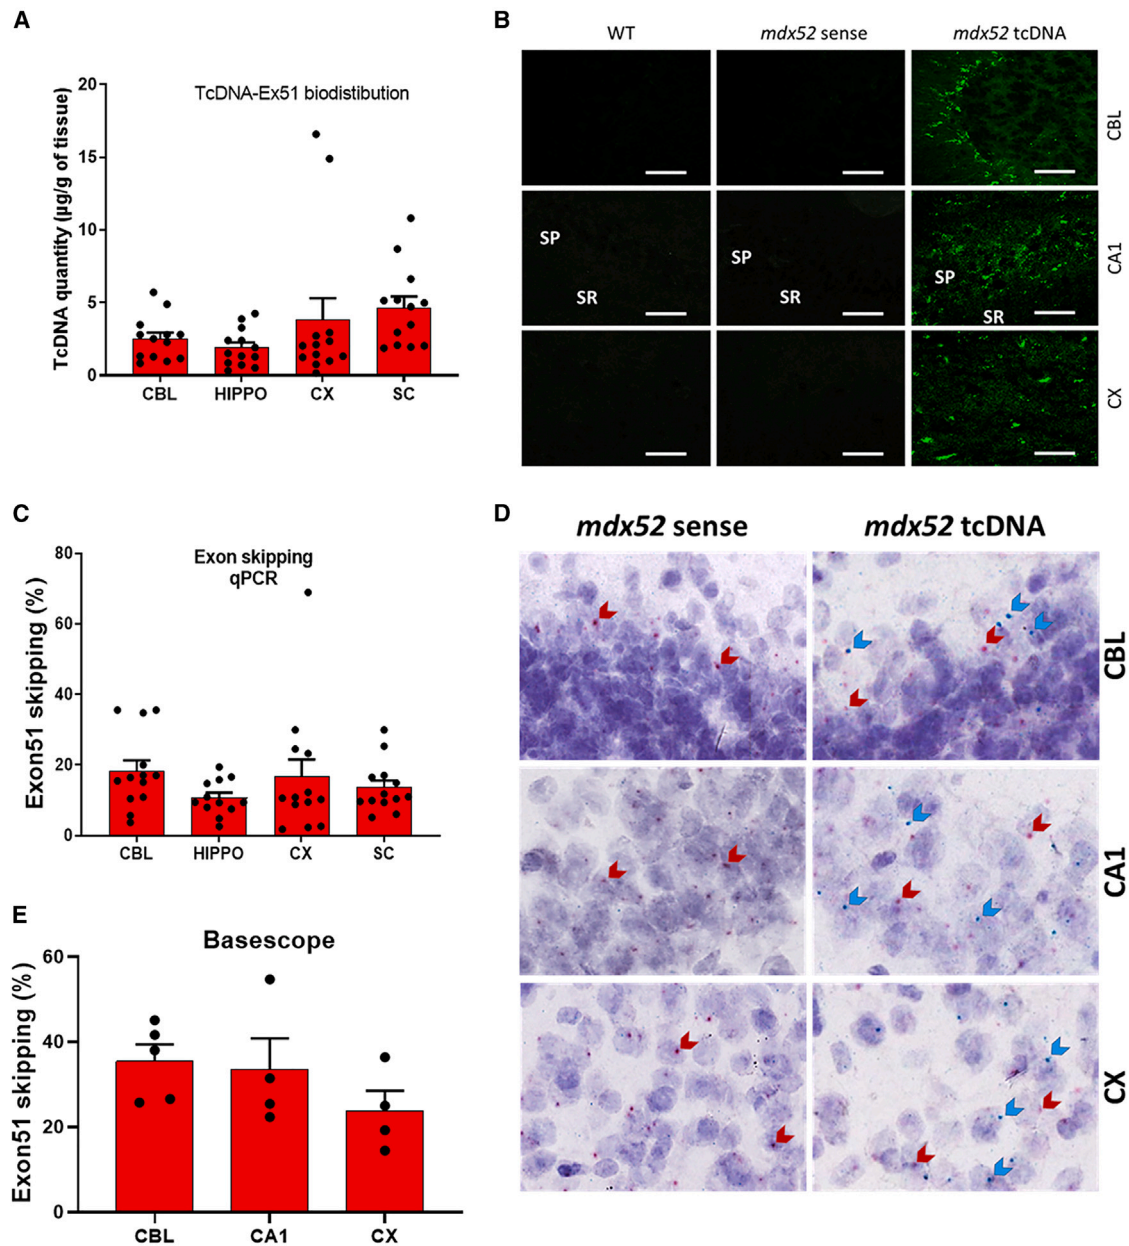 A
TcDNA-Ex51 biodistibution
TcDNA quantity (µg/g of tissue)
20
15
10
5
0
CBL HIPPO CX SC
B
WT mdx52 sense mdx52 tcDNA
CBL
SP SP SP
SR SR SR
CA1
CX
C
Exon skipping
qPCR
Exon51 skipping (%)
80
60
40
20
0
CBL HIPPO CX SC
D
mdx52 sense mdx52 tcDNA
CBL
CA1
CX
E
Basescope
Exon51 skipping (%)
60
40
20
0
CBL CA1 CX